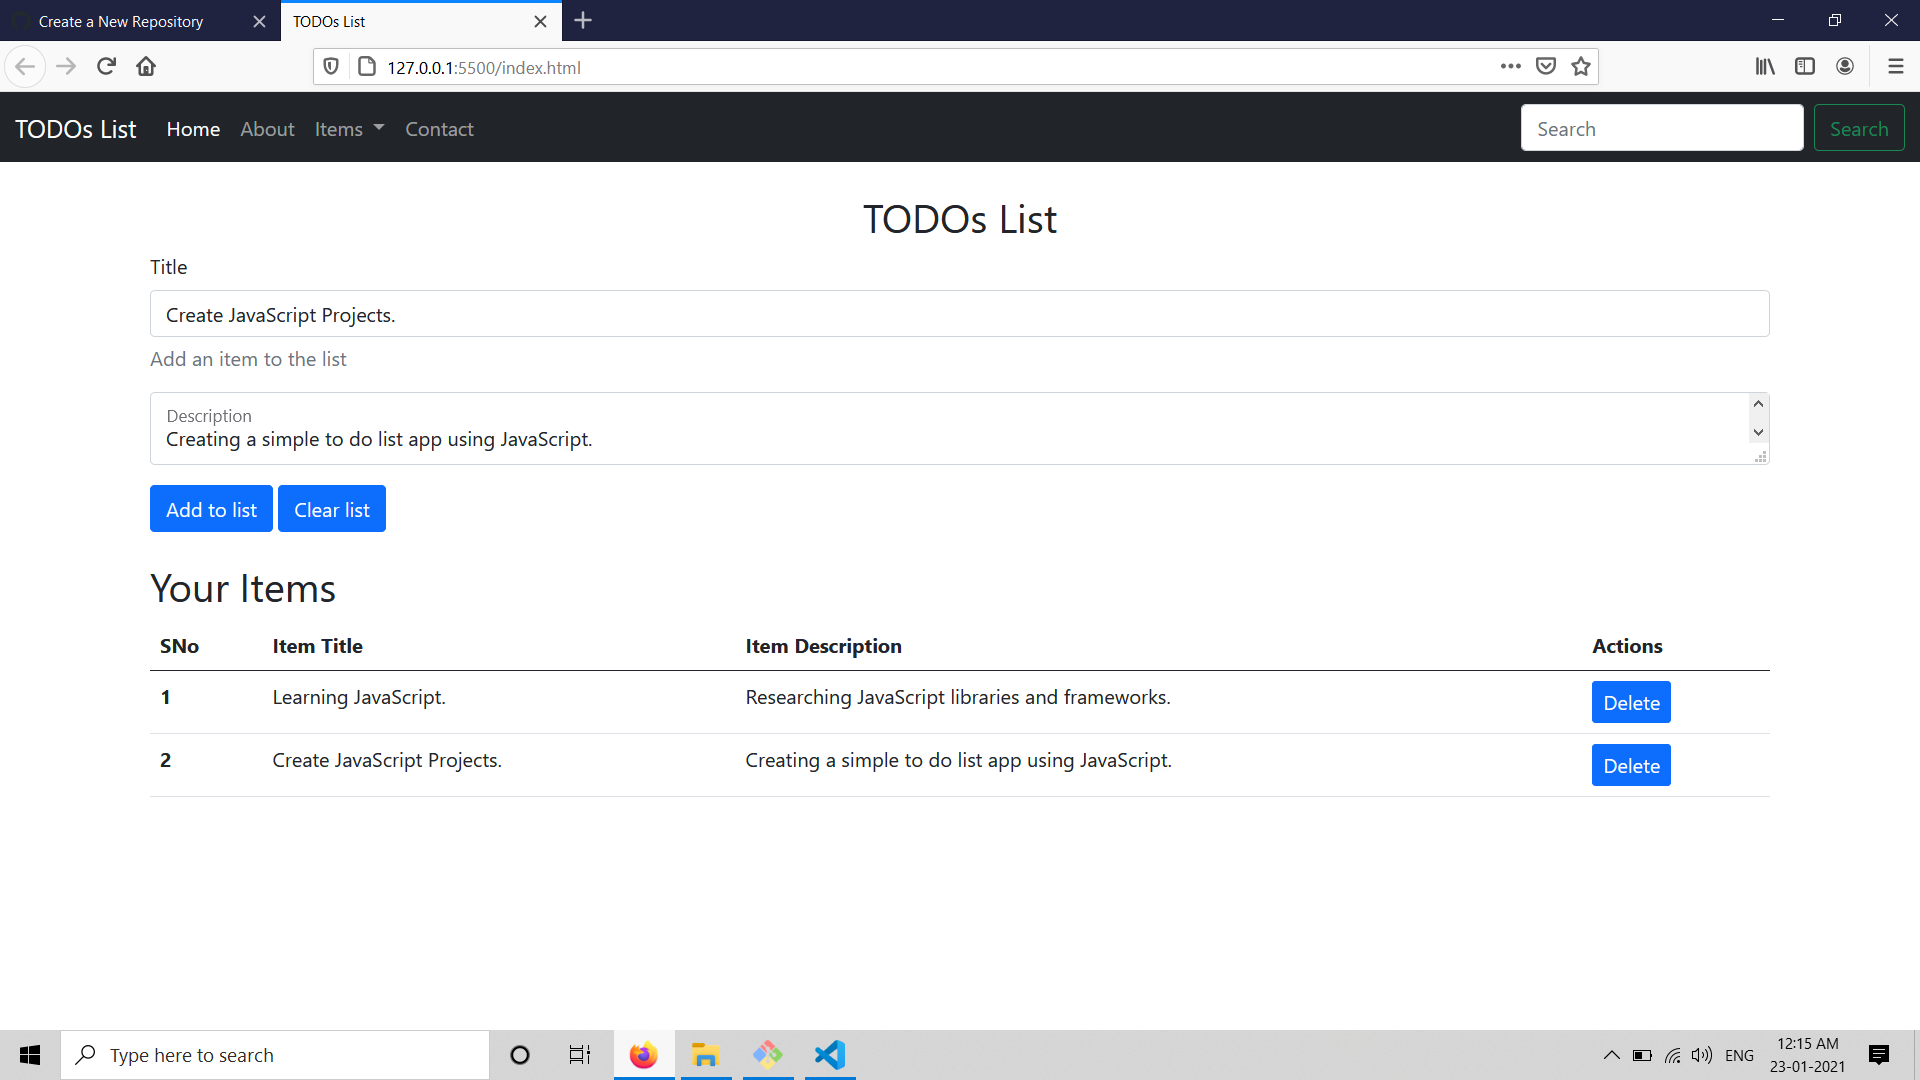 Create a New Repository
TODOs List
127.0.0.1:5500/index.html
TODOs List Home About Items Contact Search Search
TODOs List
Title
Create JavaScript Projects.
Add an item to the list
Description
Creating a simple to do list app using JavaScript.
Add to list Clear list
Your Items
SNo Item Title Item Description Actions
1 Learning JavaScript. Researching JavaScript libraries and frameworks. Delete
2 Create JavaScript Projects. Creating a simple to do list app using JavaScript. Delete
Type here to search
ENG
12:15 AM
23-01-2021